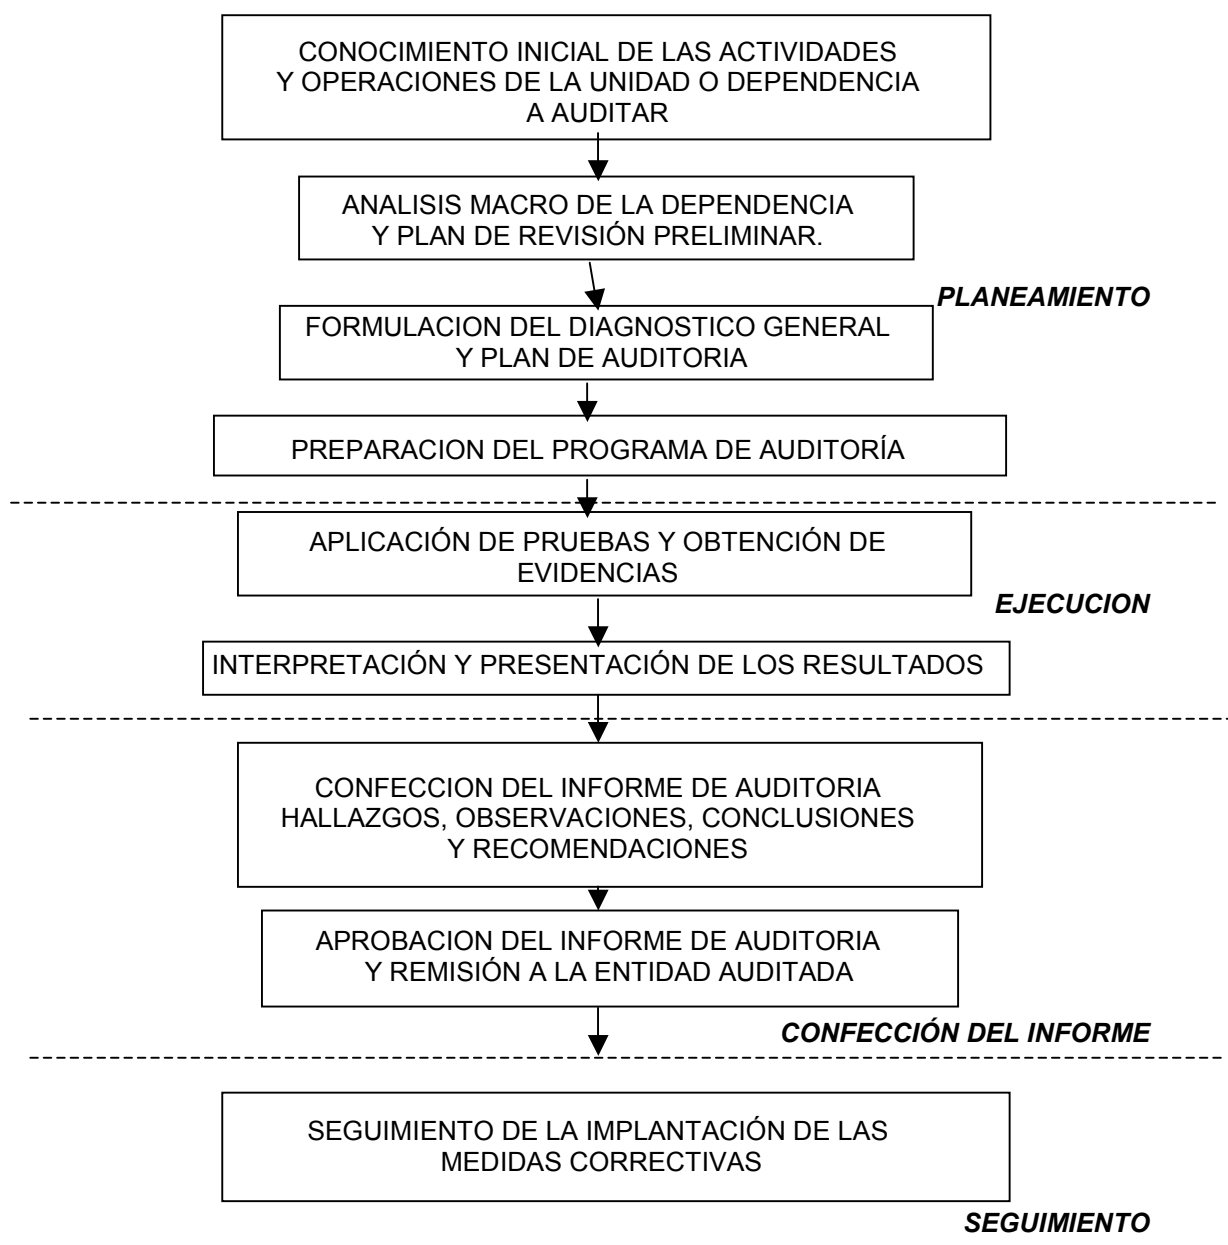 CONOCIMIENTO INICIAL DE LAS ACTIVIDADES
Y OPERACIONES DE LA UNIDAD O DEPENDENCIA
A AUDITAR
ANALISIS MACRO DE LA DEPENDENCIA
Y PLAN DE REVISIÓN PRELIMINAR.
PLANEAMIENTO
FORMULACION DEL DIAGNOSTICO GENERAL
Y PLAN DE AUDITORIA
PREPARACION DEL PROGRAMA DE AUDITORÍA
APLICACIÓN DE PRUEBAS Y OBTENCIÓN DE
EVIDENCIAS
EJECUCION
INTERPRETACIÓN Y PRESENTACIÓN DE LOS RESULTADOS
CONFECCION DEL INFORME DE AUDITORIA
HALLAZGOS, OBSERVACIONES, CONCLUSIONES
Y RECOMENDACIONES
APROBACION DEL INFORME DE AUDITORIA
Y REMISIÓN A LA ENTIDAD AUDITADA
CONFECCIÓN DEL INFORME
SEGUIMIENTO DE LA IMPLANTACIÓN DE LAS
MEDIDAS CORRECTIVAS
SEGUIMIENTO